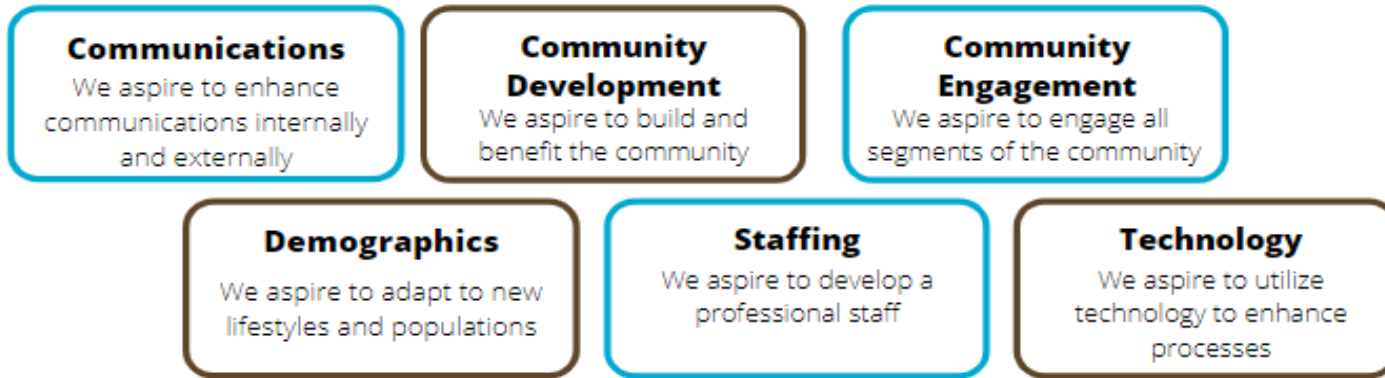 Communications
We aspire to enhance
communications internally
and externally
Community
Development
We aspire to build and
benefit the community
Community
Engagement
We aspire to engage all
segments of the community
Demographics
We aspire to adapt to new
lifestyles and populations
Staffing
We aspire to develop a
professional staff
Technology
We aspire to utilize
technology to enhance
processes